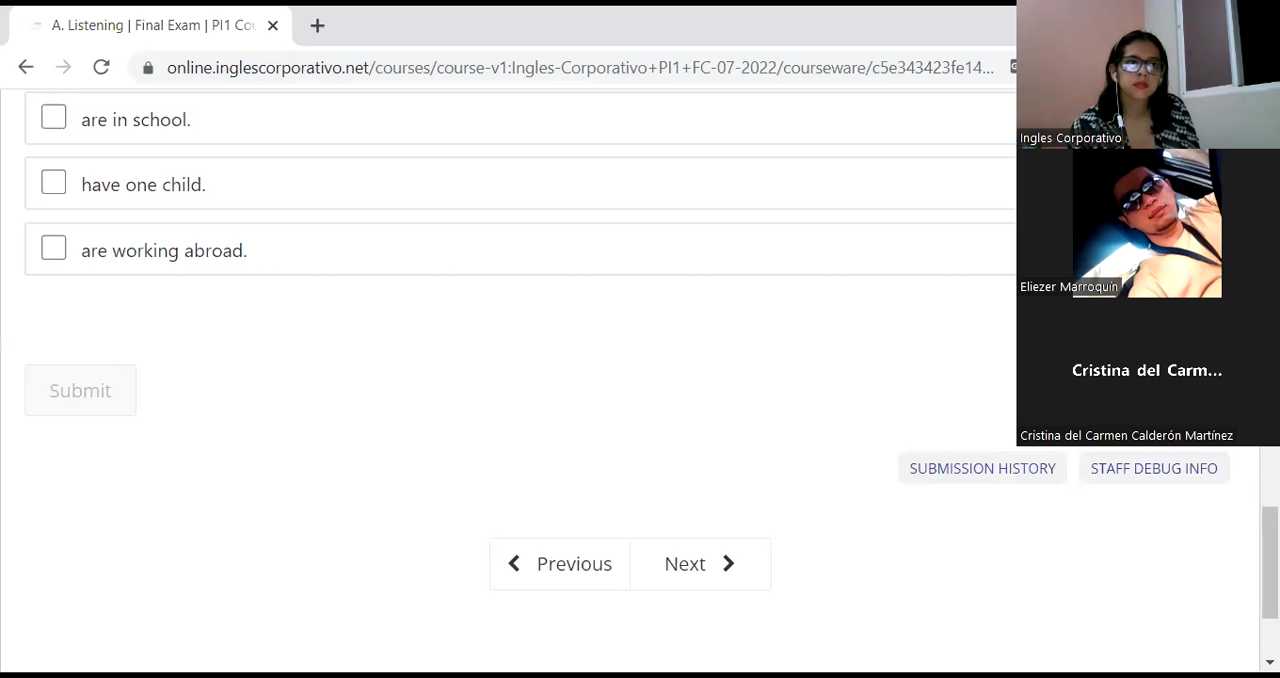 A. Listening | Final Exam | PI1 Co
online.inglescorporativo.net/courses/course-v1:Ingles-Corporativo+PI1+FC-07-2022/courseware/c5e343423fe14...
are in school.
have one child.
are working abroad.
Submit
SUBMISSION HISTORY
STAFF DEBUG INFO
Previous
Next
Ingles Corporativo
Eliezer Marroquín
Cristina del Carm...
Cristina del Carmen Calderón Martínez